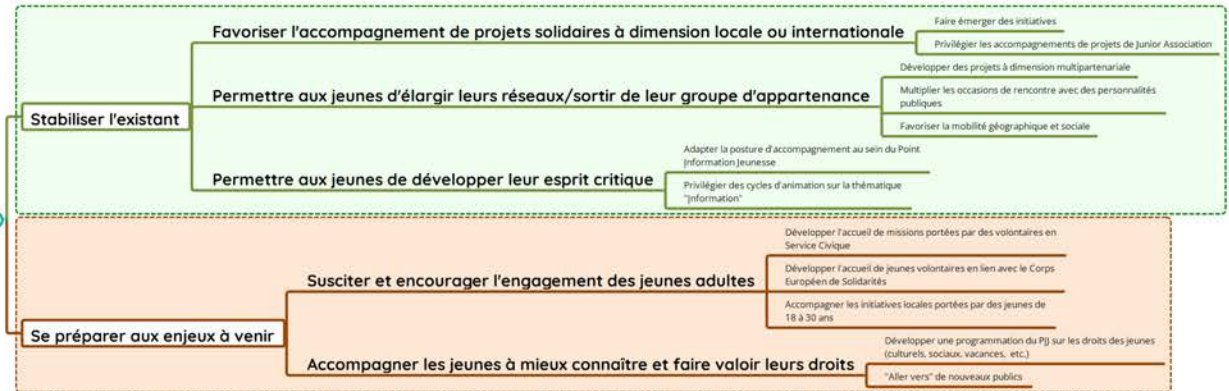 Stabiliser l'existant
Favoriser l'accompagnement de projets solidaires à dimension locale ou internationale
Faire émerger des initiatives
Privilégier les accompagnements de projets de Junior Association
Permettre aux jeunes d'élargir leurs réseaux/sortir de leur groupe d'appartenance
Développer des projets à dimension multipartenariale
Multiplier les occasions de rencontre avec des personnalités
publiques
Favoriser la mobilité géographique et sociale
Permettre aux jeunes de développer leur esprit critique
Adapter la posture d'accompagnement au sein du Point
Information Jeunesse
Privilégier des cycles d'animation sur la thématique
"Information"
Se préparer aux enjeux à venir
Susciter et encourager l'engagement des jeunes adultes
Développer l'accueil de missions portées par des volontaires en
Service Civique
Développer l'accueil de jeunes volontaires en lien avec le Corps
Européen de Solidarités
Accompagner les initiatives locales portées par des jeunes de
18 à 30 ans
Accompagner les jeunes à mieux connaître et faire valoir leurs droits
Développer une programmation du PIJ sur les droits des jeunes
(culturels, sociaux, vacances, etc,)
"Aller vers" de nouveaux publics